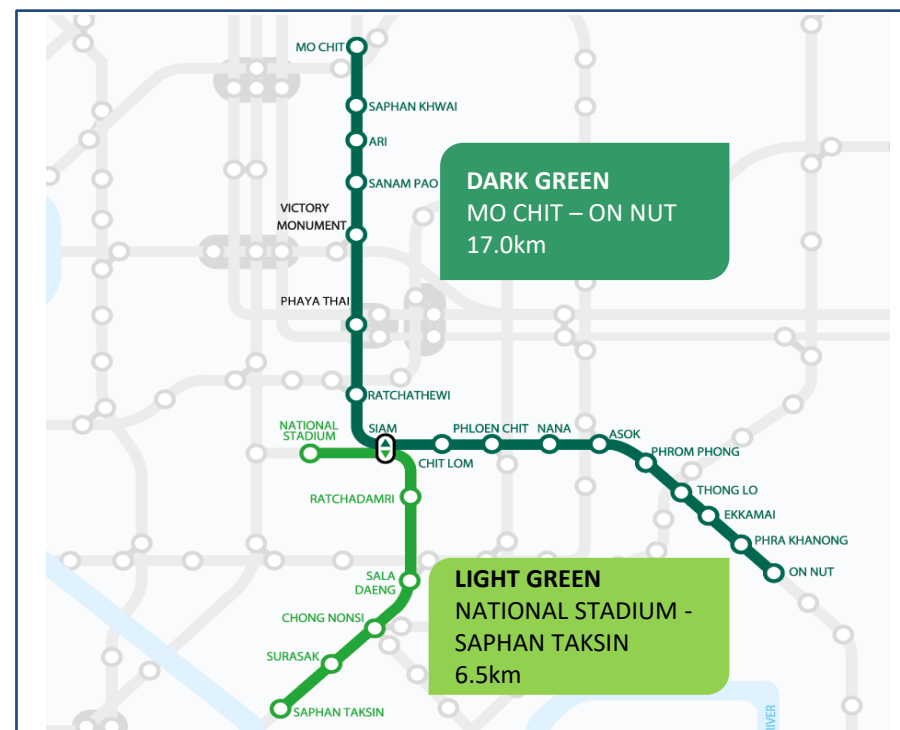 MO CHIT
SAPHAN KHWAI
ARI
SANAM PAO
VICTORY
MONUMENT
PHAYA THAI
RATCHATHEWI
DARK GREEN
MO CHIT – ON NUT
17.0km
NATIONAL
STADIUM
SIAM
CHIT LOM
PHLOEN CHIT
NANA
ASOK
PHROM PHONG
THONG LO
EKKAMAI
PHRA KHANONG
ON NUT
RATCHADAMRI
SALA
DAENG
CHONG NONSI
SURASAK
SAPHAN TAKSIN
LIGHT GREEN
NATIONAL STADIUM -
SAPHAN TAKSIN
6.5km
RIVER